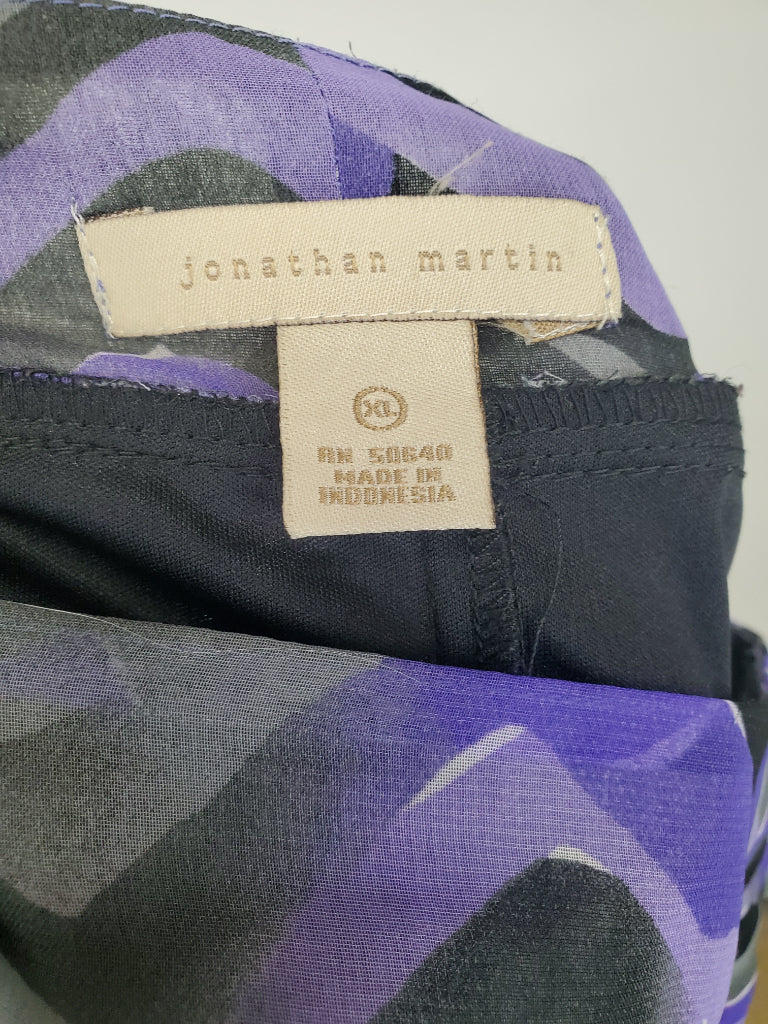 jonathan martin
XL
RN 50640
MADE IN
INDONESIA